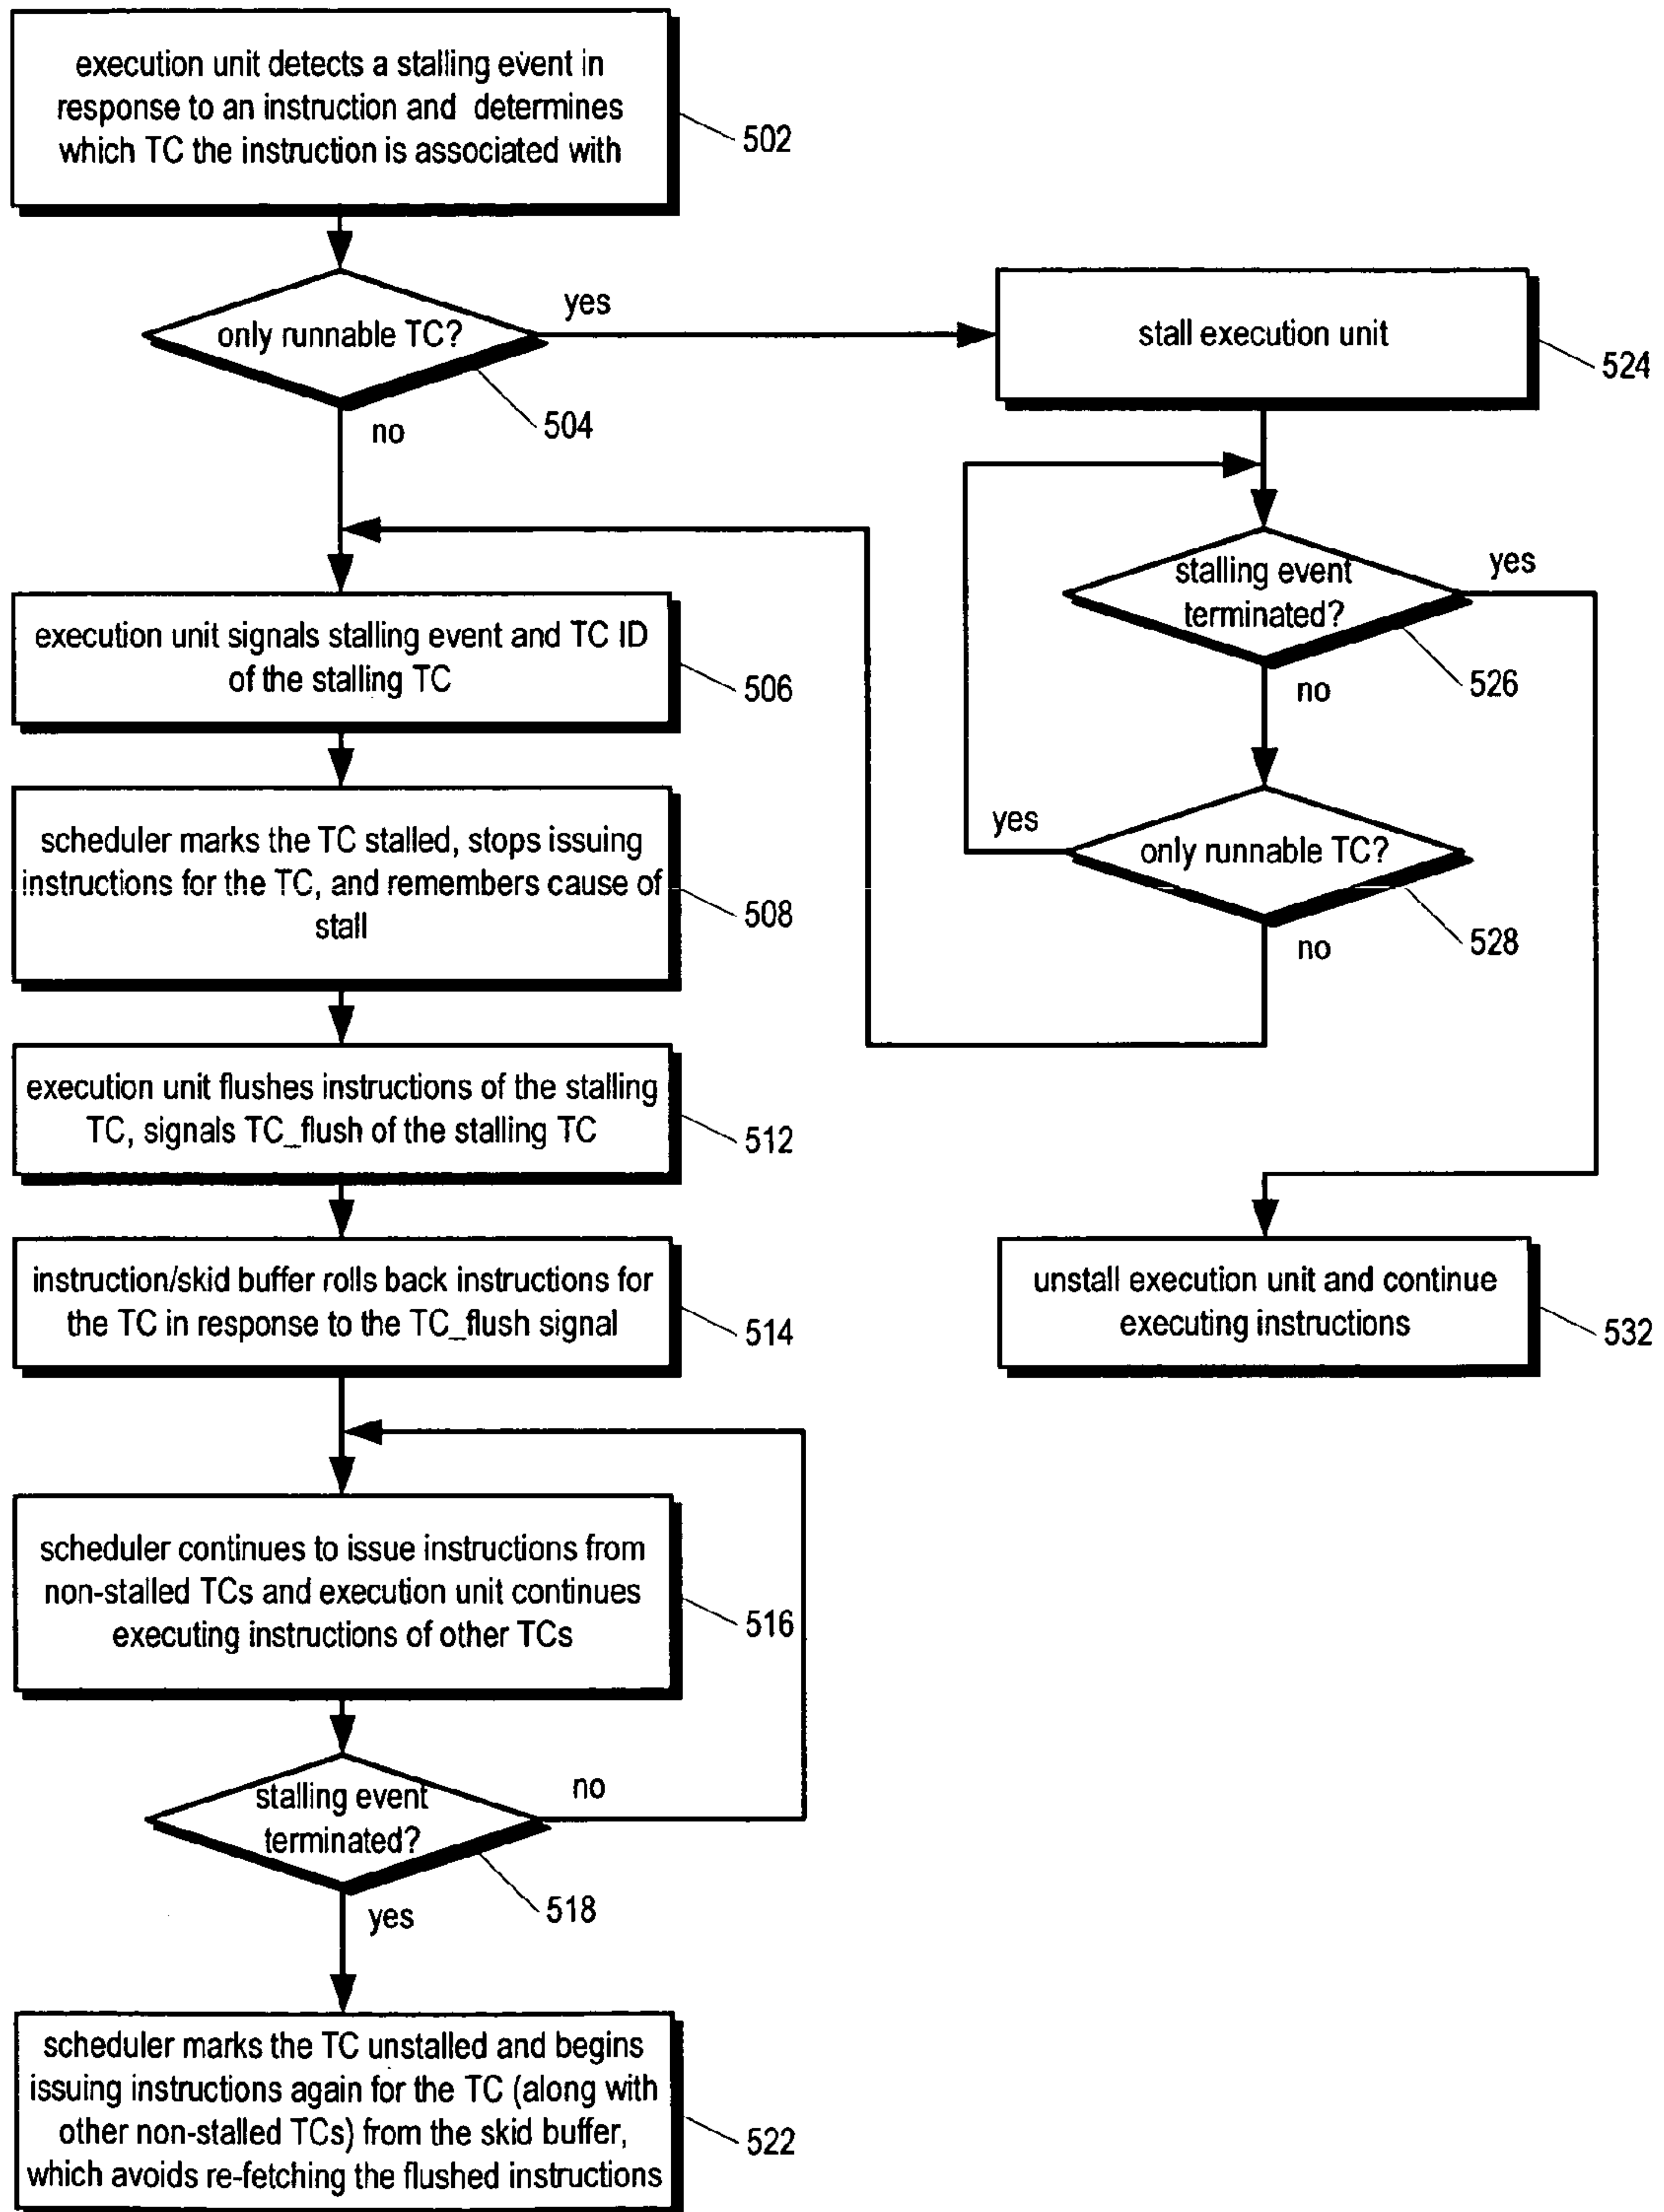 execution unit detects a stalling event in
response to an instruction and determines
which TC the instruction is associated with
502
only runnable TC?
yes
504
no
stall execution unit
524
execution unit signals stalling event and TC ID
of the stalling TC
506
stalling event
terminated?
yes
526
no
scheduler marks the TC stalled, stops issuing
instructions for the TC, and remembers cause of
stall
508
only runnable TC?
yes
528
no
execution unit flushes instructions of the stalling
TC, signals TC_flush of the stalling TC
512
instruction/skid buffer rolls back instructions for
the TC in response to the TC_flush signal
514
unstall execution unit and continue
executing instructions
532
scheduler continues to issue instructions from
non-stalled TCs and execution unit continues
executing instructions of other TCs
516
stalling event
terminated?
no
518
yes
scheduler marks the TC unstalled and begins
issuing instructions again for the TC (along with
other non-stalled TCs) from the skid buffer,
which avoids re-fetching the flushed instructions
522